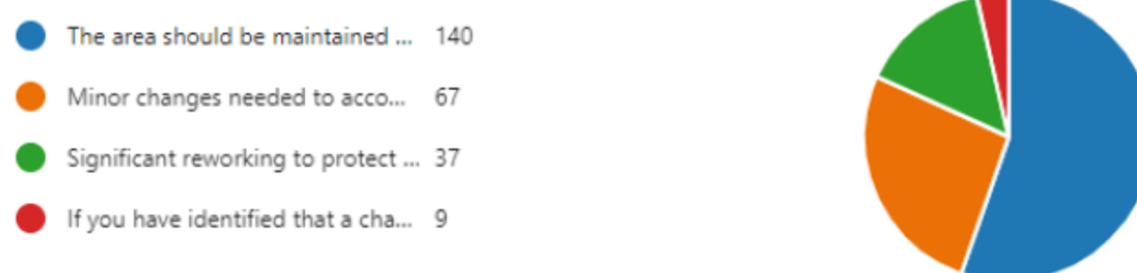 The area should be maintained ... 140
Minor changes needed to acco... 67
Significant reworking to protect ... 37
If you have identified that a cha... 9